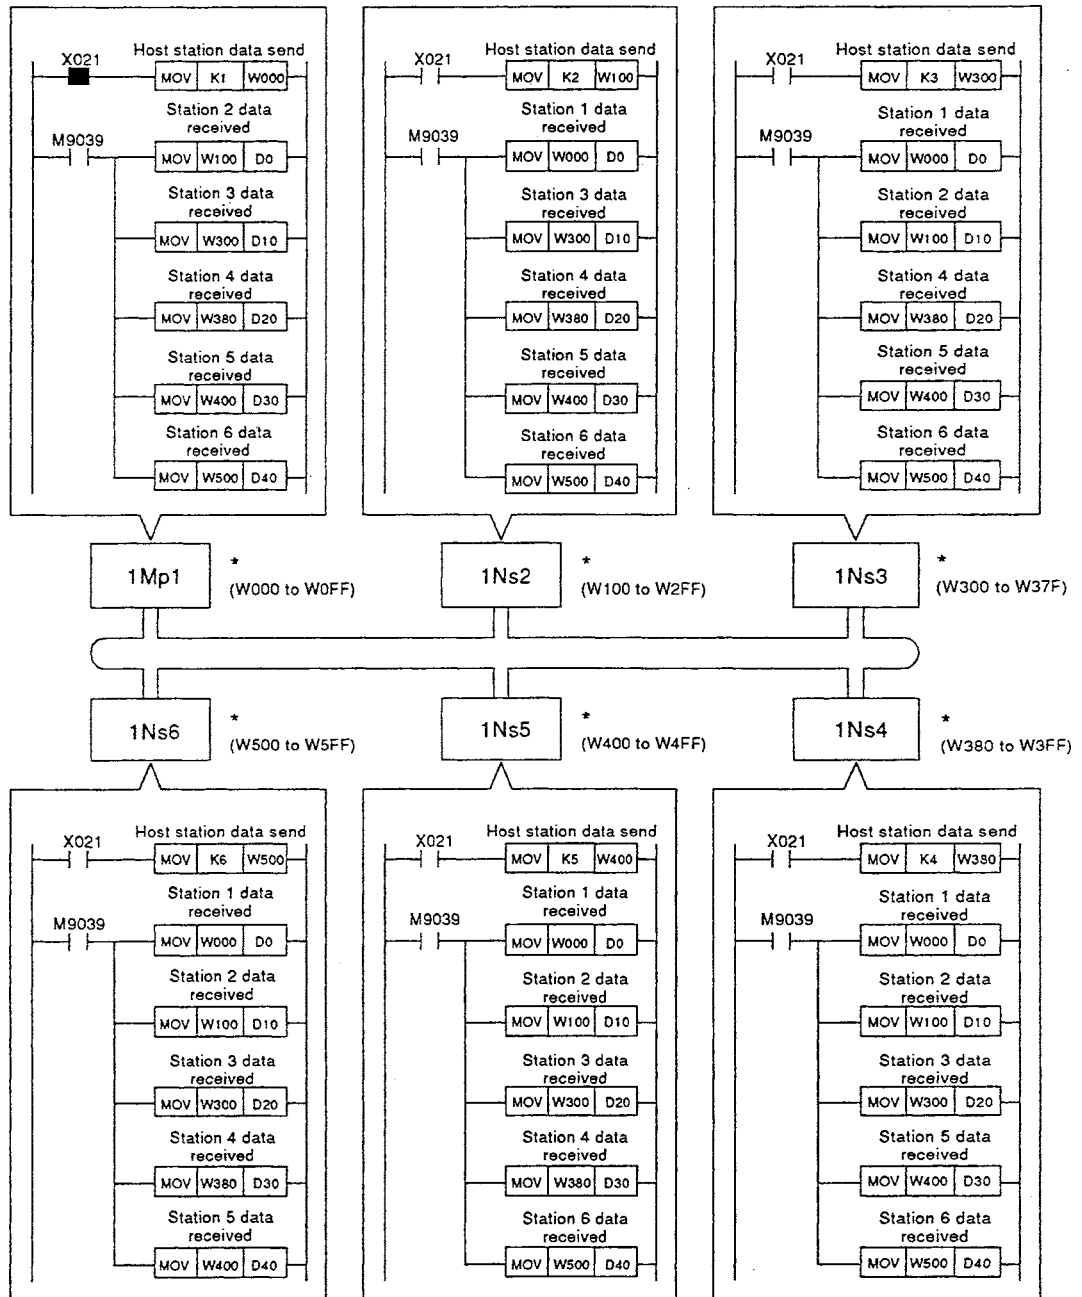 Host station data send
X021
MOV K1 W000
Station 2 data
received
M9039
MOV W100 D0
Station 3 data
received
MOV W300 D10
Station 4 data
received
MOV W380 D20
Station 5 data
received
MOV W400 D30
Station 6 data
received
MOV W500 D40
Host station data send
X021
MOV K2 W100
Station 1 data
received
M9039
MOV W000 D0
Station 3 data
received
MOV W300 D10
Station 4 data
received
MOV W380 D20
Station 5 data
received
MOV W400 D30
Station 6 data
received
MOV W500 D40
Host station data send
X021
MOV K3 W300
Station 1 data
received
M9039
MOV W000 D0
Station 2 data
received
MOV W100 D10
Station 4 data
received
MOV W380 D20
Station 5 data
received
MOV W400 D30
Station 6 data
received
MOV W500 D40
1Mp1
*
(W000 to W0FF)
1Ns2
*
(W100 to W2FF)
1Ns3
*
(W300 to W37F)
1Ns6
*
(W500 to W5FF)
1Ns5
*
(W400 to W4FF)
1Ns4
*
(W380 to W3FF)
Host station data send
X021
MOV K6 W500
Station 1 data
received
M9039
MOV W000 D0
Station 2 data
received
MOV W100 D10
Station 3 data
received
MOV W300 D20
Station 4 data
received
MOV W380 D30
Station 5 data
received
MOV W400 D40
Host station data send
X021
MOV K5 W400
Station 1 data
received
M9039
MOV W000 D0
Station 2 data
received
MOV W100 D10
Station 3 data
received
MOV W300 D20
Station 4 data
received
MOV W380 D30
Station 6 data
received
MOV W500 D40
Host station data send
X021
MOV K4 W380
Station 1 data
received
M9039
MOV W000 D0
Station 2 data
received
MOV W100 D10
Station 3 data
received
MOV W300 D20
Station 5 data
received
MOV W400 D30
Station 6 data
received
MOV W500 D40